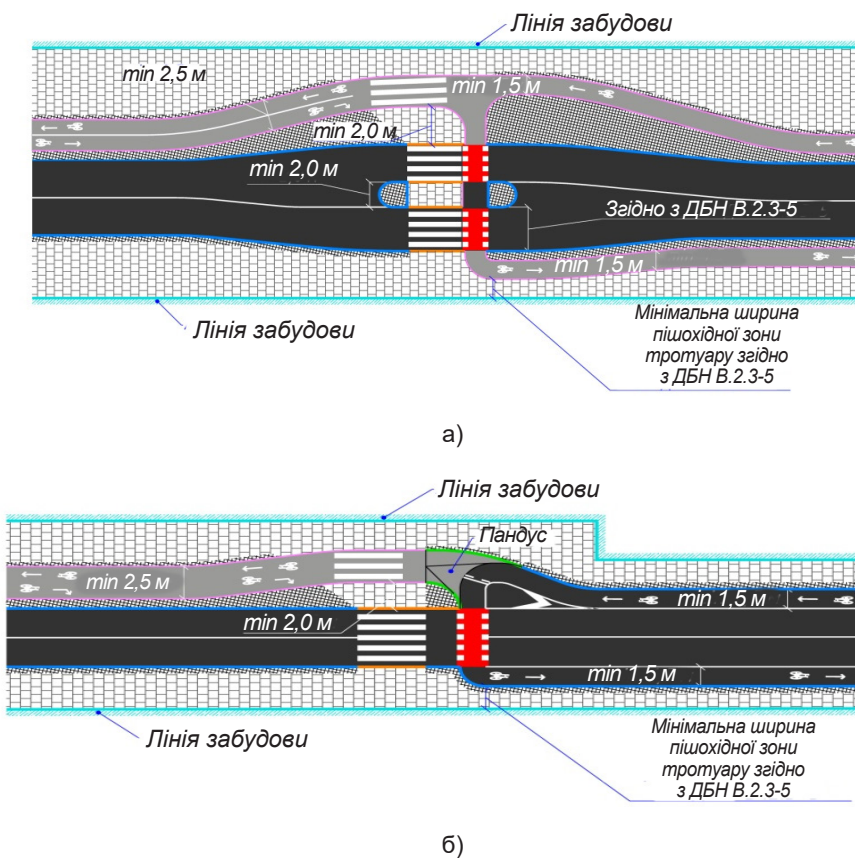 Лінія забудови
min 2,5 м
min 1,5 м
min 2,0 м
min 2,0 м
Згідно з ДБН В.2.3-5
min 1,5 м
Лінія забудови
Мінімальна ширина
пішохідної зони
тротуару згідно
з ДБН В.2.3-5
а)
Лінія забудови
Пандус
min 2,5 м
min 1,5 м
min 2,0 м
min 1,5 м
Лінія забудови
Мінімальна ширина
пішохідної зони
тротуару згідно
з ДБН В.2.3-5
б)